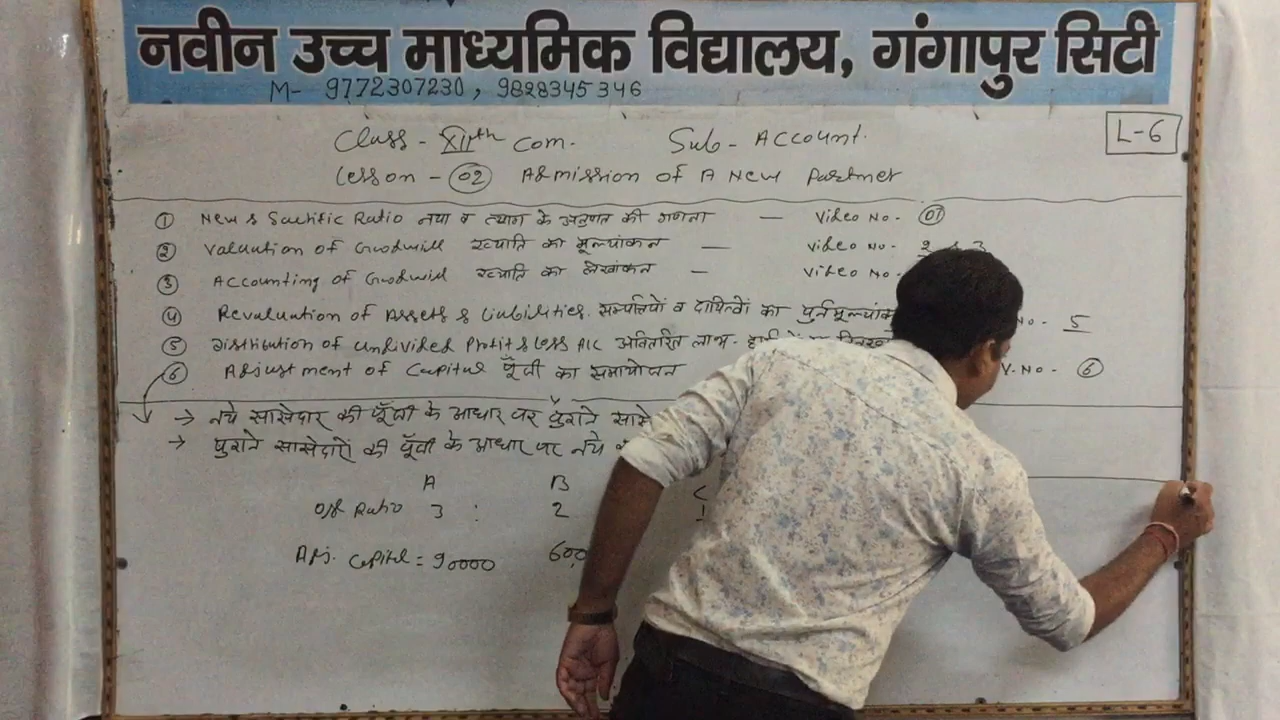 नवीन उच्च माध्यमिक विद्यालय, गंगापुर सिटी
M- 9772307230, 9828345346
Class - XIIth Com. Sub - Account.
L-6
Lesson - 02 Admission of A New Partner
① New & Sacrific Ratio नया व त्याग के अनुपात की गणना — Video No. 01
② Valuation of Goodwill ख्याति का मूल्यांकन — Video No.
③ Accounting of Goodwill ख्याति का लेखांकन — Video No.
④ Revaluation of Assets & Liabilities. सम्पत्तियों व दायित्वों का No - 5
⑤ Distribution of undivided Profit & Loss A/c अवितरित लाभ -
⑥ Adjustment of Capital पूँजी का समायोजन V. No - ⑥
→ नये साझेदार की पूँजी के आधार पर पुराने
→ पुराने साझेदारों की पूँजी के आधार पर नये
A B C
Old Ratio 3 : 2
Adj. Capital = 90000